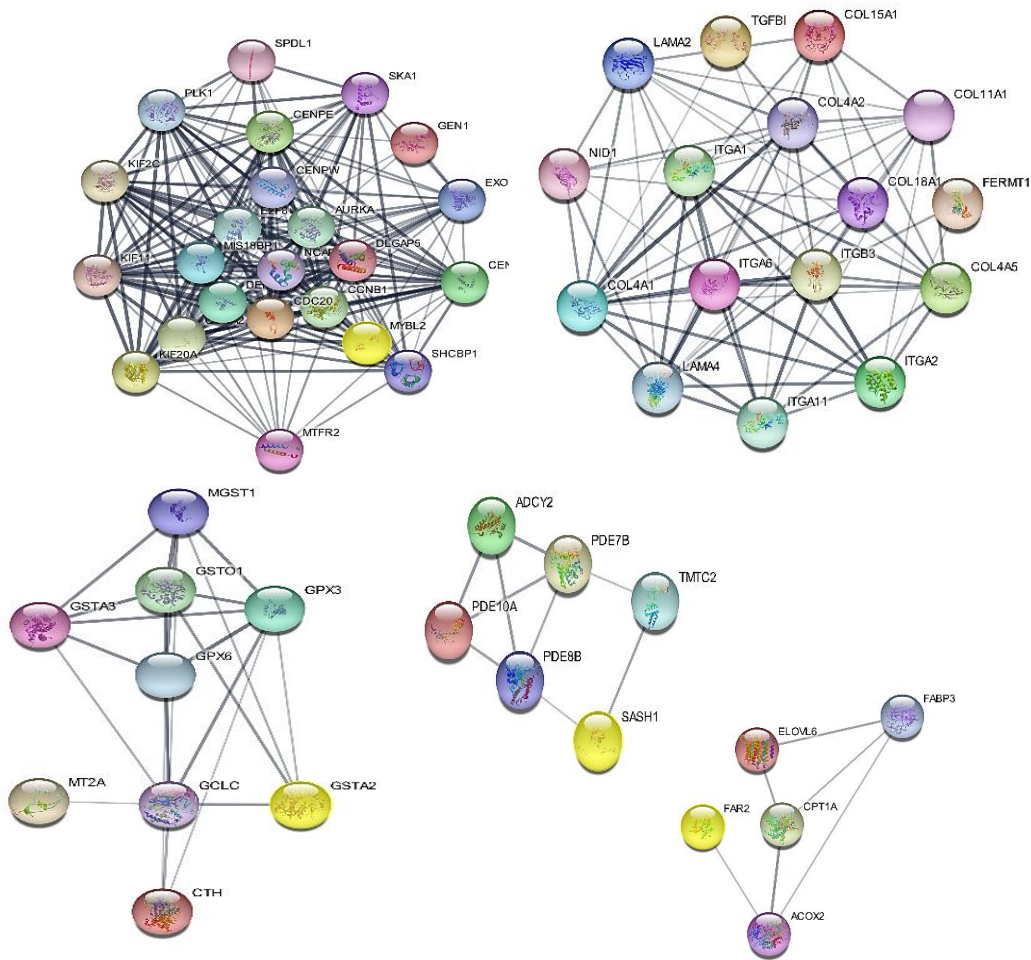 SPDL1
SKA1
PLK1
CENPE
GEN1
KIF2C
CENPW
EXO
AURKA
MIS18BP1
NCA
DLGAP5
KIF11
CEN
DE
CDC20
CCNB1
MYBL2
KIF20A
SHCBP1
MTFR2
COL15A1
TGFBI
LAMA2
COL11A1
COL4A2
NID1
ITGA1
COL18A1
FERMT1
ITGA6
ITGB3
COL4A5
COL4A1
LAMA4
ITGA2
ITGA11
MGST1
GSTO1
GPX3
GSTA3
GPX6
MT2A
GCLC
GSTA2
CTH
ADCY2
PDE7B
TMTC2
PDE10A
PDE8B
SASH1
FABP3
ELOVL6
FAR2
CPT1A
ACOX2